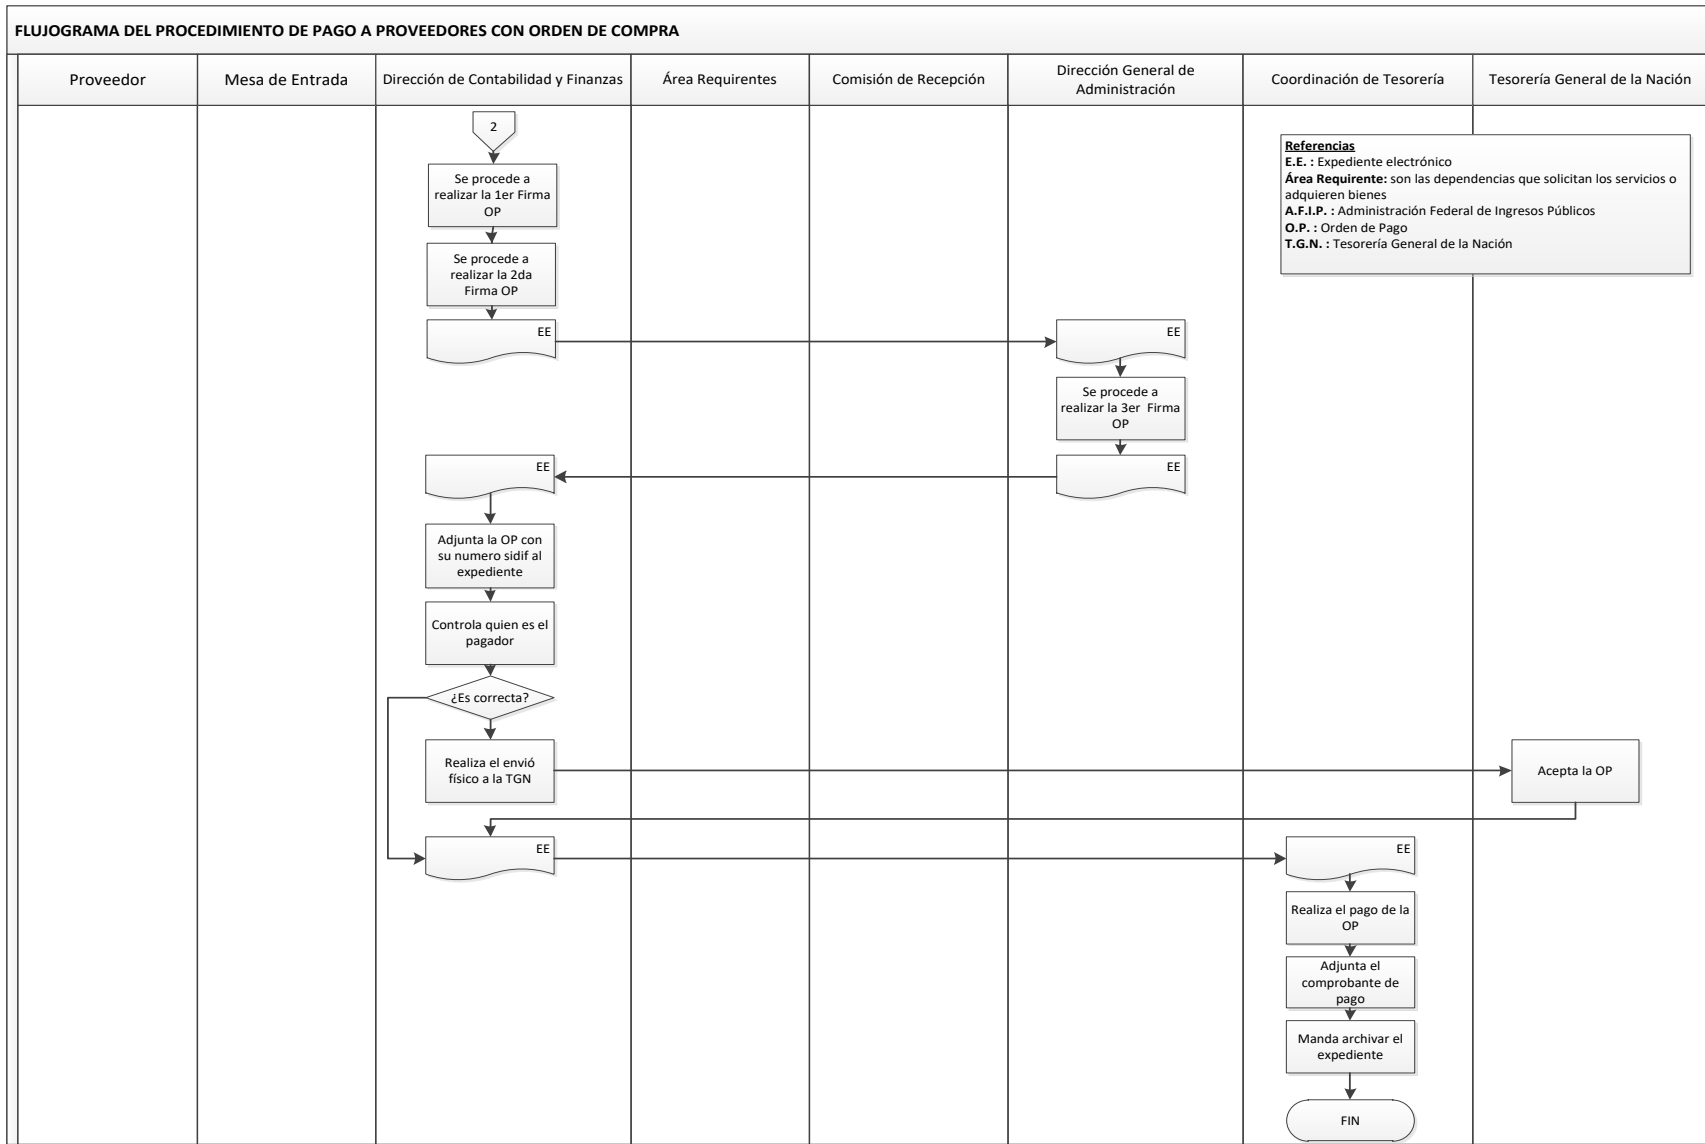 FLUJOGRAMA DEL PROCEDIMIENTO DE PAGO A PROVEEDORES CON ORDEN DE COMPRA
Proveedor
Mesa de Entrada
Dirección de Contabilidad y Finanzas
Área Requirentes
Comisión de Recepción
Dirección General de
Administración
Coordinación de Tesorería
Tesorería General de la Nación
2
Referencias
E.E. : Expediente electrónico
Área Requirente: son las dependencias que solicitan los servicios o
adquieren bienes
A.F.I.P. : Administración Federal de Ingresos Públicos
O.P. : Orden de Pago
T.G.N. : Tesorería General de la Nación
Se procede a
realizar la 1er Firma
OP
Se procede a
realizar la 2da
Firma OP
EE
EE
Se procede a
realizar la 3er Firma
OP
EE
EE
Adjunta la OP con
su numero sidif al
expediente
Controla quien es el
pagador
¿Es correcta?
Realiza el envió
físico a la TGN
Acepta la OP
EE
EE
Realiza el pago de la
OP
Adjunta el
comprobante de
pago
Manda archivar el
expediente
FIN